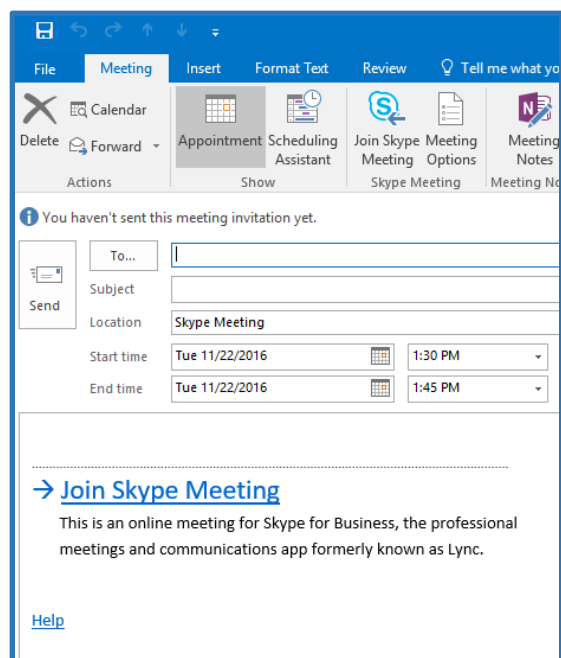 File Meeting Insert Format Text Review Tell me what yo
Delete Calendar Forward Appointment Scheduling Assistant Join Skype Meeting Meeting Options Meeting Notes
Actions Show Skype Meeting Meeting No
You haven't sent this meeting invitation yet.
Send
To...
Subject
Location Skype Meeting
Start time Tue 11/22/2016 1:30 PM
End time Tue 11/22/2016 1:45 PM
Join Skype Meeting
This is an online meeting for Skype for Business, the professional
meetings and communications app formerly known as Lync.
Help